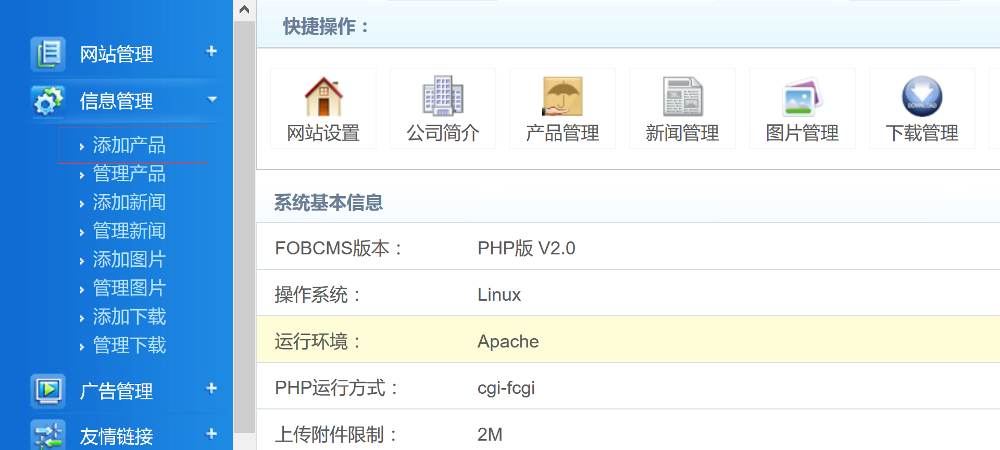 网站管理
信息管理
添加产品
管理产品
添加新闻
管理新闻
添加图片
管理图片
添加下载
管理下载
广告管理
友情链接
快捷操作：
网站设置 公司简介 产品管理 新闻管理 图片管理 下载管理
DOWNLOAD
系统基本信息
FOBCMS版本： PHP版 V2.0
操作系统： Linux
运行环境： Apache
PHP运行方式： cgi-fcgi
上传附件限制： 2M